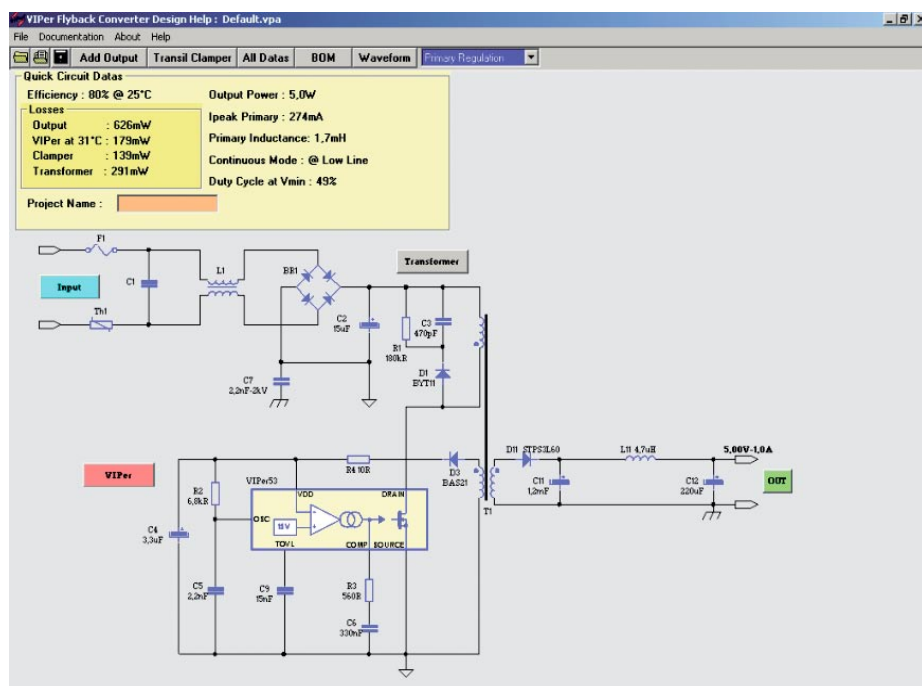 VIPer Flyback Converter Design Help : Default.vpa
File Documentation About Help
Add Output Transil Clamper All Datas BOM Waveform Primary Regulation
Quick Circuit Datas
Efficiency : 80% @ 25°C
Output Power : 5,0W
Losses
Ipeak Primary : 274mA
Output : 626mW
VIPer at 31°C : 179mW
Primary Inductance: 1,7mH
Clamper : 139mW
Continuous Mode : @ Low Line
Transformer : 291mW
Duty Cycle at Vmin : 49%
Project Name :
F1
Transformer
L1
BR1
C1
Input
Th1
C2
15uF
C3
470pF
R1
180kR
D1
BYT11
C7
2,2nF-2kV
D11 STPS3L60
L11 4,7uH
5,00V-1,0A
VIPer
R4 10R
D3
BAS21
C11
1,2mF
C12
220uF
OUT
T1
R2
6,8kR
VIPer53
VDD
DRAIN
OSC
15V
TOVL
COMP
SOURCE
C4
3,3uF
C5
2,2nF
C9
15nF
R3
560R
C6
330nF